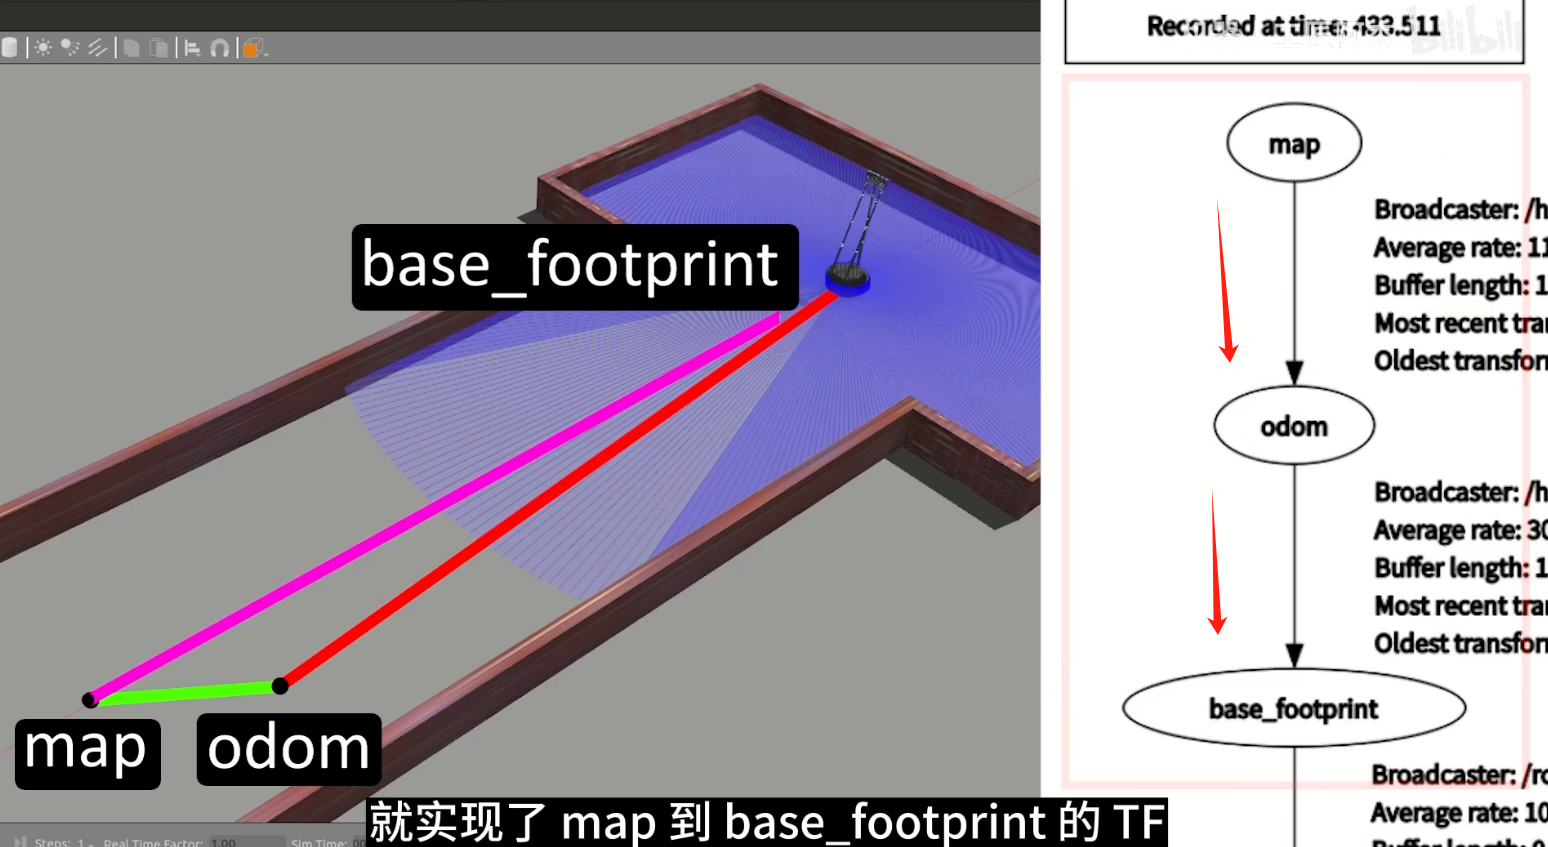 Recorded at time: 433.511
bilibili
map
Broadcaster: /h
Average rate: 11
Buffer length: 1
Most recent tra
Oldest transfor
odom
Broadcaster: /h
Average rate: 30
Buffer length: 1
Most recent tra
Oldest transfor
base_footprint
Broadcaster: /ro
Average rate: 10
base_footprint
map
odom
就实现了 map 到 base_footprint 的 TF
Steps: 1
Real Time Factor: 1.00
Sim Time: